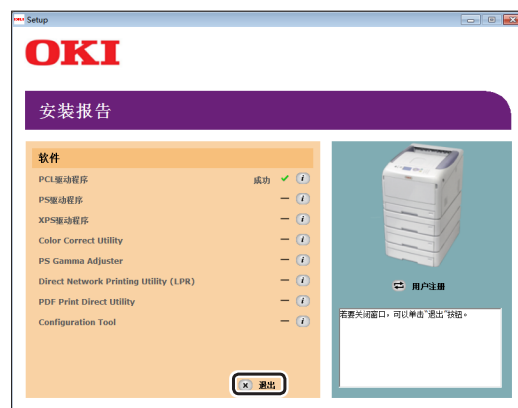 Setup
OKI
安装报告
软件
PCL驱动程序 成功
PS驱动程序
XPS驱动程序
Color Correct Utility
PS Gamma Adjuster
Direct Network Printing Utility (LPR)
PDF Print Direct Utility
Configuration Tool
退出
用户注册
若要关闭窗口，可以单击"退出"按钮。